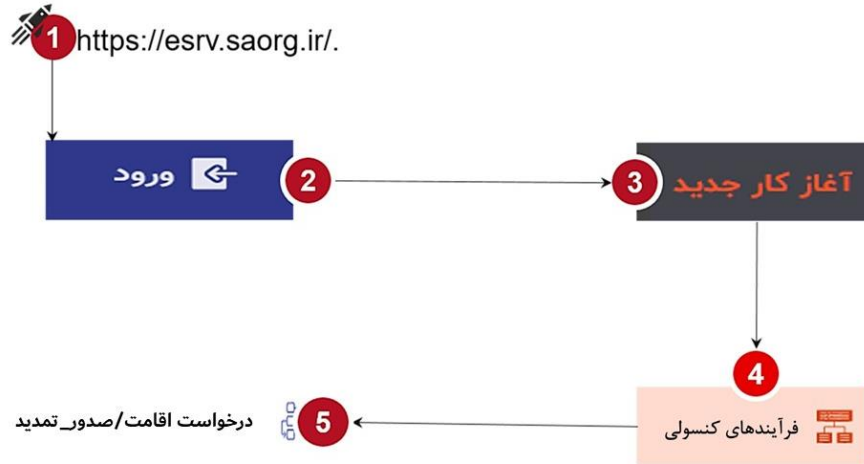 1 https://esrv.saorg.ir/.
ورود 2
3 آغاز کار جدید
4
فرآیندهای کنسولی
5 درخواست اقامت/صدور_تمدید